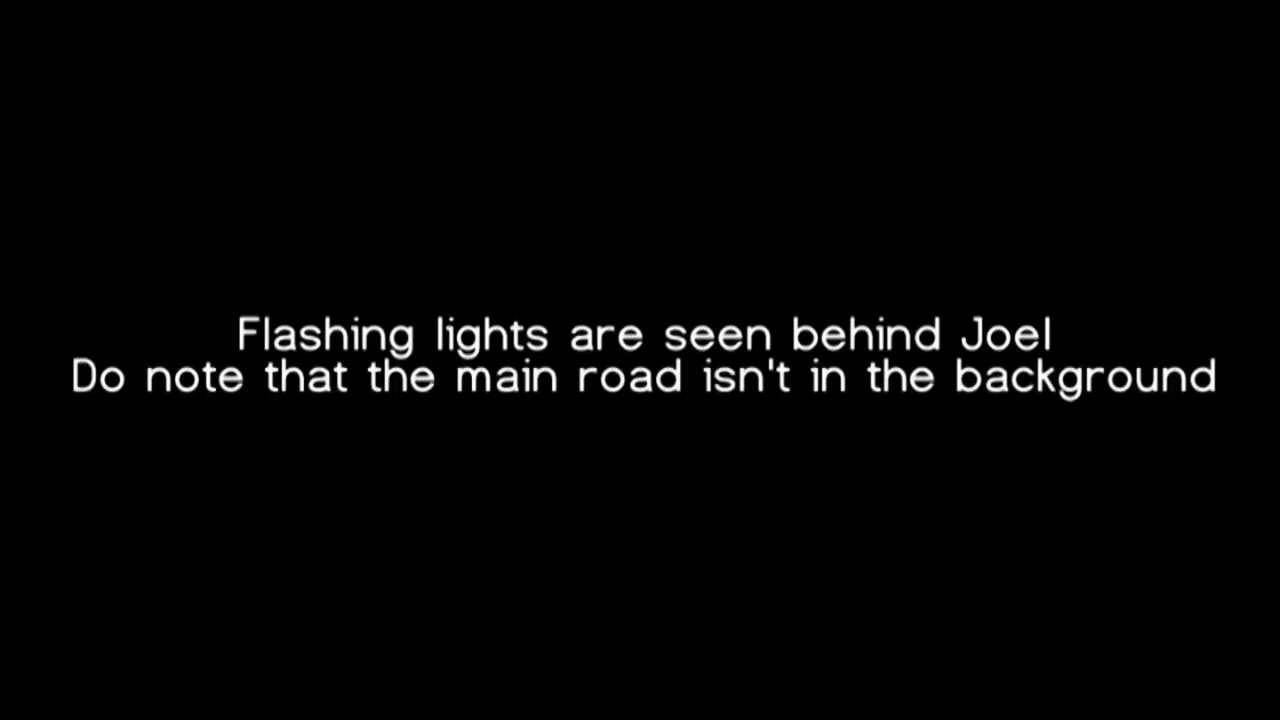 Flashing lights are seen behind Joel
Do note that the main road isn't in the background